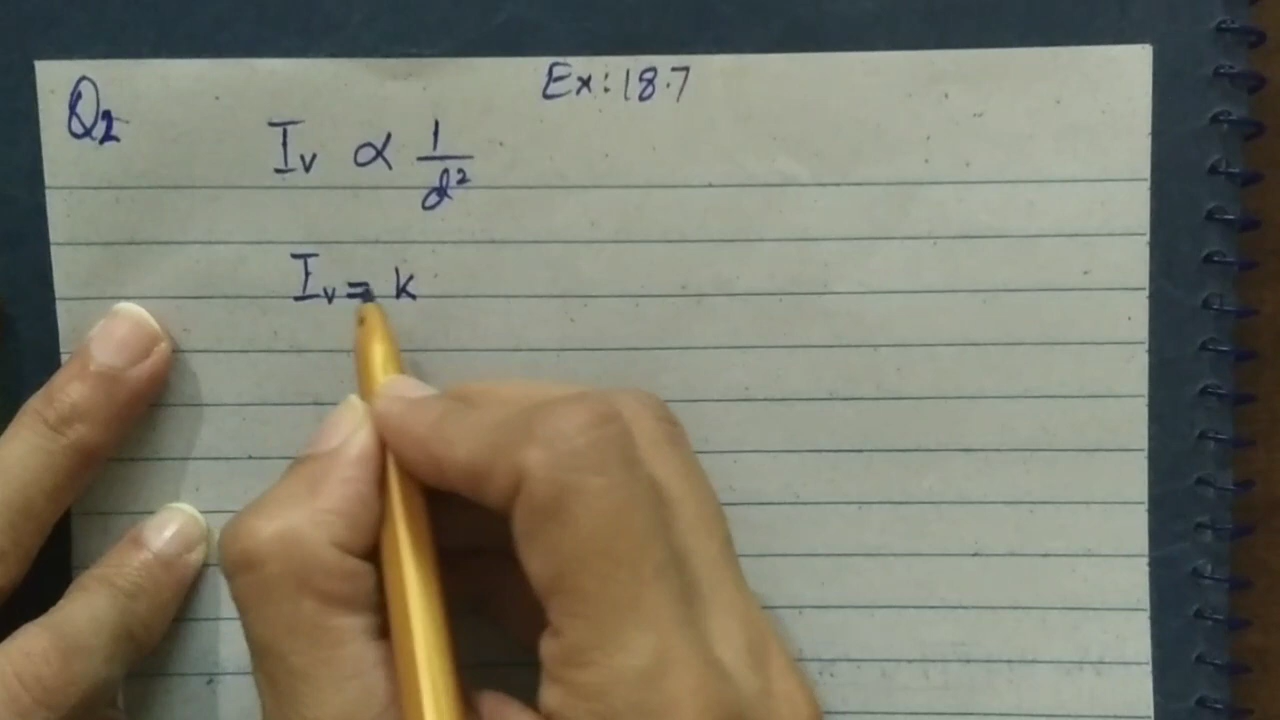 Ex: 18.7
Q2
Iv ∝ 1/d²
Iv = k